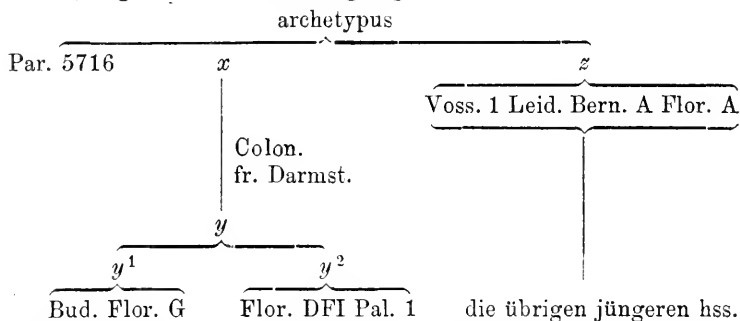 archetypus
Par. 5716 x z
Voss. 1 Leid. Bern. A Flor. A
Colon.
fr. Darmst.
y
y¹ y²
Bud. Flor. G Flor. DFI Pal. 1 die übrigen jüngeren hss.